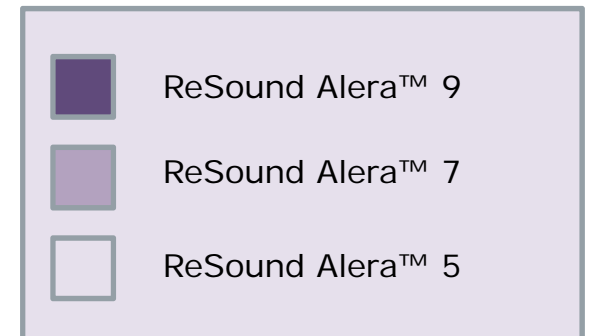 ReSound Alera™ 9
ReSound Alera™ 7
ReSound Alera™ 5